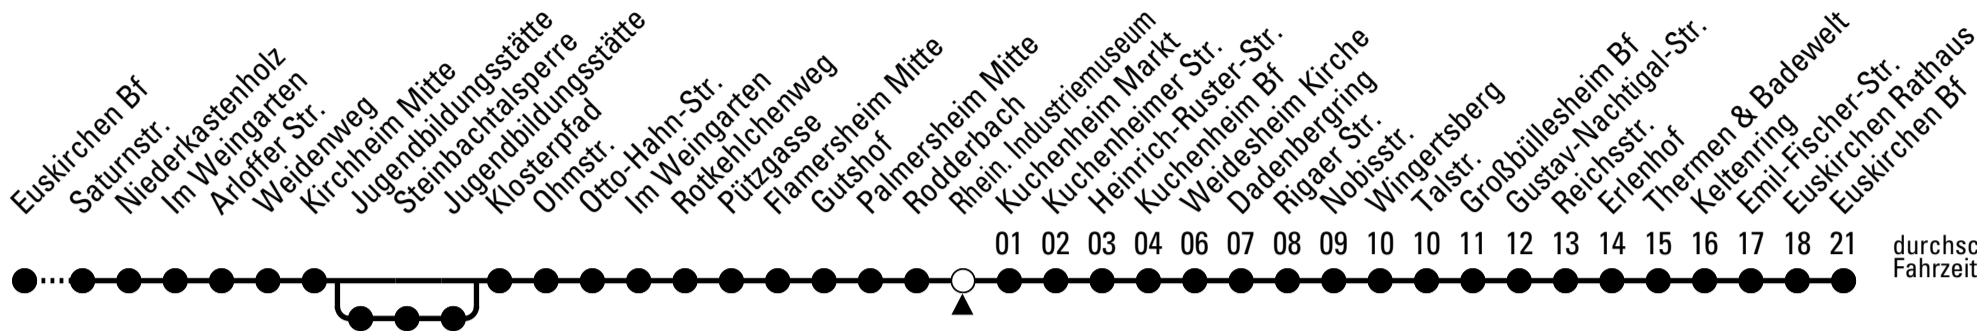 Euskirchen Bf
Saturnstr.
Niederkastenholz
Im Weingarten
Arloffer Str.
Weidenweg
Kirchheim Mitte
Jugendbildungsstätte
Steinbachtalsperre
Jugendbildungsstätte
Klosterpfad
Ohmstr.
Otto-Hahn-Str.
Im Weingarten
Rotkehlchenweg
Pützgasse
Flamersheim Mitte
Gutshof
Palmersheim Mitte
Rodderbach
Rhein. Industriemuseum
Kuchenheim Markt
Kuchenheimer Str.
Heinrich-Ruster-Str.
Kuchenheim Bf
Weidesheim Kirche
Dadenbergring
Rigaer Str.
Nobisstr.
Wingertsberg
Talstr.
Großbüllesheim Bf
Gustav-Nachtigal-Str.
Reichsstr.
Erlenhof
Thermen & Badewelt
Keltenring
Emil-Fischer-Str.
Euskirchen Rathaus
Euskirchen Bf
01 02 03 04 06 07 08 09 10 10 11 12 13 14 15 16 17 18 21
durchsc
Fahrzeit